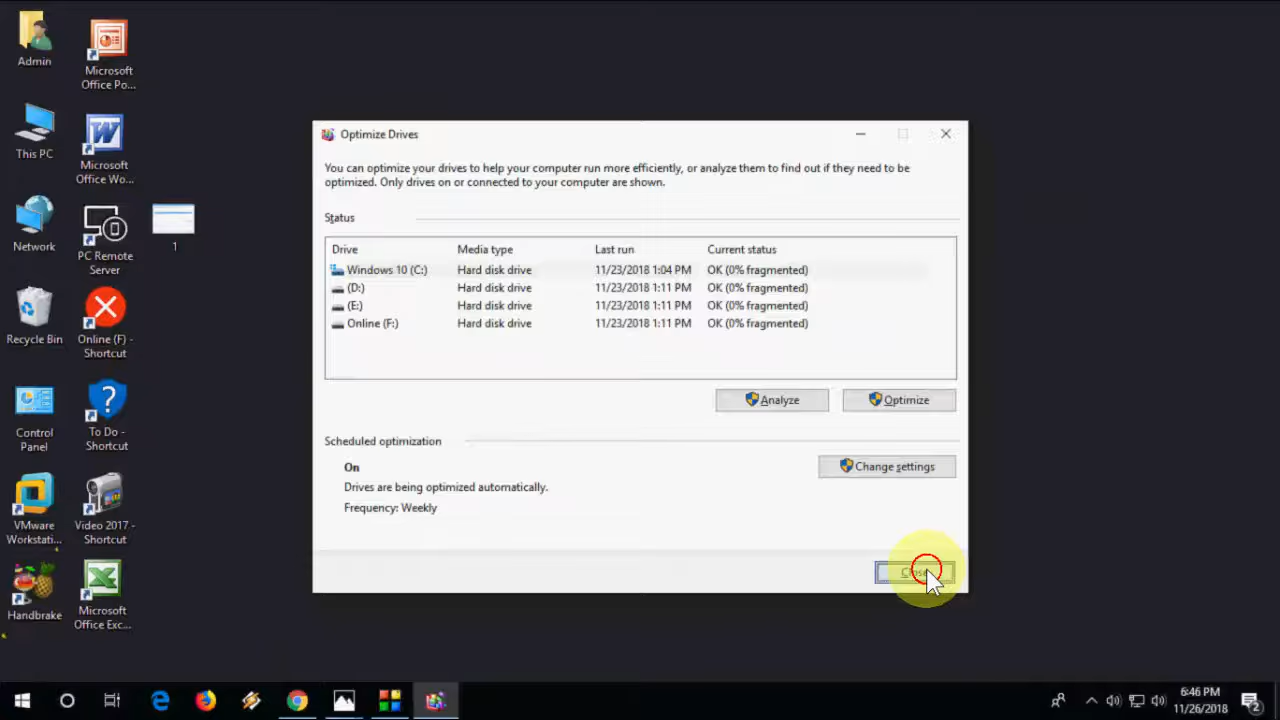 Admin
Microsoft
Office Po...
This PC
Microsoft
Office Wo...
Network
PC Remote
Server
1
Recycle Bin
Online (F) -
Shortcut
Control
Panel
To Do -
Shortcut
VMware
Workstati...
Video 2017 -
Shortcut
Handbrake
Microsoft
Office Exc...
Optimize Drives
You can optimize your drives to help your computer run more efficiently, or analyze them to find out if they need to be
optimized. Only drives on or connected to your computer are shown.
Status
Drive Media type Last run Current status
Windows 10 (C:) Hard disk drive 11/23/2018 1:04 PM OK (0% fragmented)
(D:) Hard disk drive 11/23/2018 1:11 PM OK (0% fragmented)
(E:) Hard disk drive 11/23/2018 1:11 PM OK (0% fragmented)
Online (F:) Hard disk drive 11/23/2018 1:11 PM OK (0% fragmented)
Analyze Optimize
Scheduled optimization
On
Change settings
Drives are being optimized automatically.
Frequency: Weekly
Close
6:46 PM
11/26/2018
2